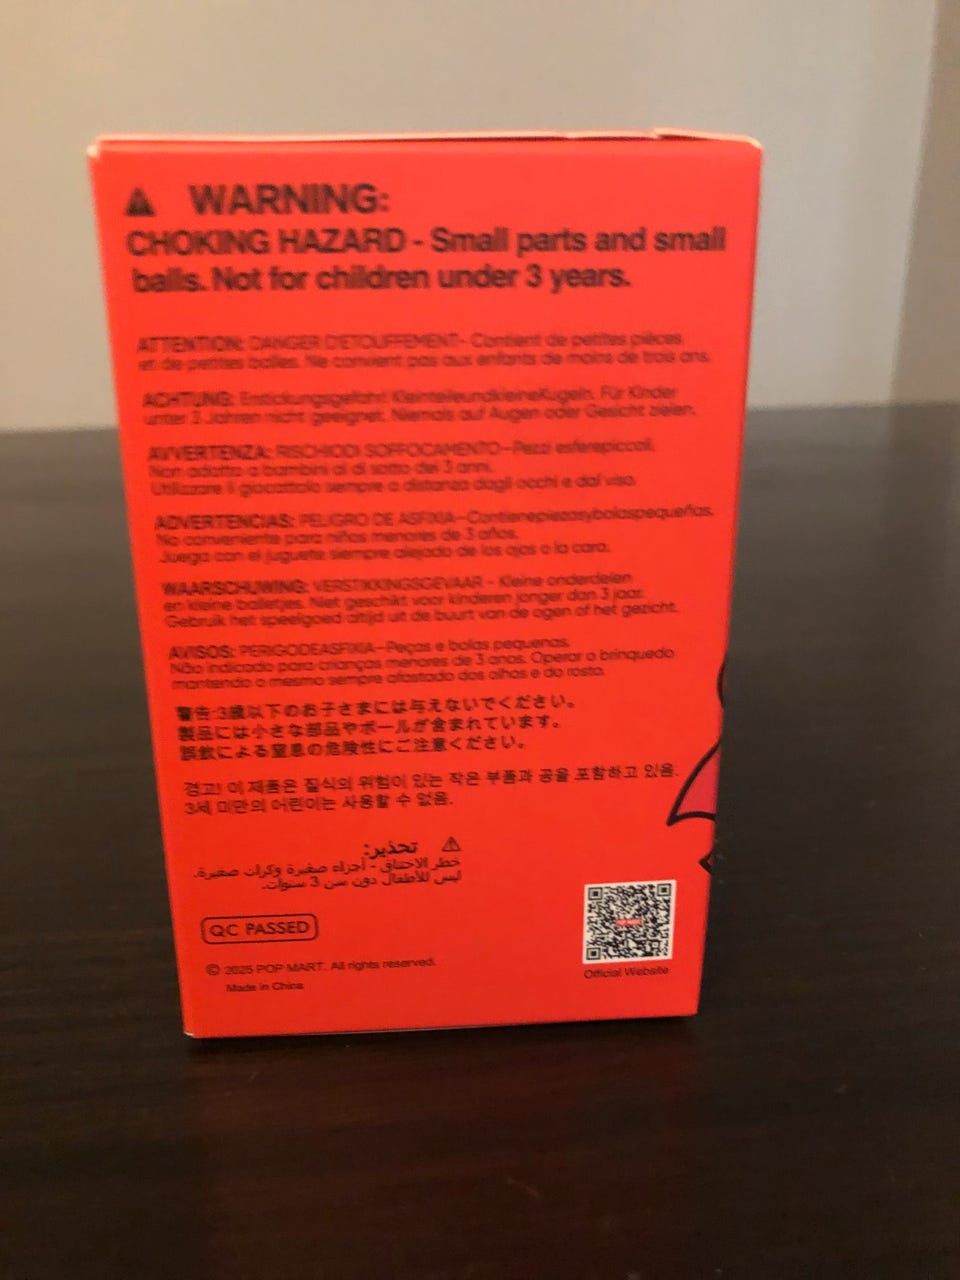 WARNING:
CHOKING HAZARD - Small parts and small
balls. Not for children under 3 years.
ATTENTION: DANGER D'ETOUFFEMENT- Contient de petites pièces
et de petites balles. Ne convient pas aux enfants de moins de trois ans.
ACHTUNG: Erstickungsgefahr! KleinteileundkleineKugeln. Für Kinder
unter 3 Jahren nicht geeignet. Niemals auf Augen oder Gesicht zielen.
AVVERTENZA: RISCHIODI SOFFOCAMENTO-Pezzi esferepiccoli.
Non adatto a bambini al di sotto dei 3 anni.
Utilizzare il giocattolo sempre a distanza dagli occhi e dal viso.
ADVERTENCIAS: PELIGRO DE ASFIXIA-Contienepiezasybolaspequeñas.
No conveniente para niños menores de 3 años.
Juega con el juguete siempre alejado de los ojos o la cara.
WAARSCHUWING: VERSTIKKINGSGEVAAR - Kleine onderdelen
en kleine balletjes. Niet geschikt voor kinderen jonger dan 3 jaar.
Gebruik het speelgoed altijd uit de buurt van de ogen of het gezicht.
AVISOS: PERIGODEASFIXIA-Peças e bolas pequenas.
Não indicado para crianças menores de 3 anos. Operar o brinquedo
mantendo o mesmo sempre afastado dos olhos e do rosto.
警告:3歳以下のお子さまには与えないでください。
製品には小さな部品やボールが含まれています。
誤飲による窒息の危険性にご注意ください。
경고! 이 제품은 질식의 위험이 있는 작은 부품과 공을 포함하고 있음.
3세 미만의 어린이는 사용할 수 없음.
تحذير:
خطر الاختناق - أجزاء صغيرة وكرات صغيرة.
ليس للأطفال دون سن 3 سنوات.
QC PASSED
© 2025 POP MART. All rights reserved.
Made in China
POP MART
Official Website